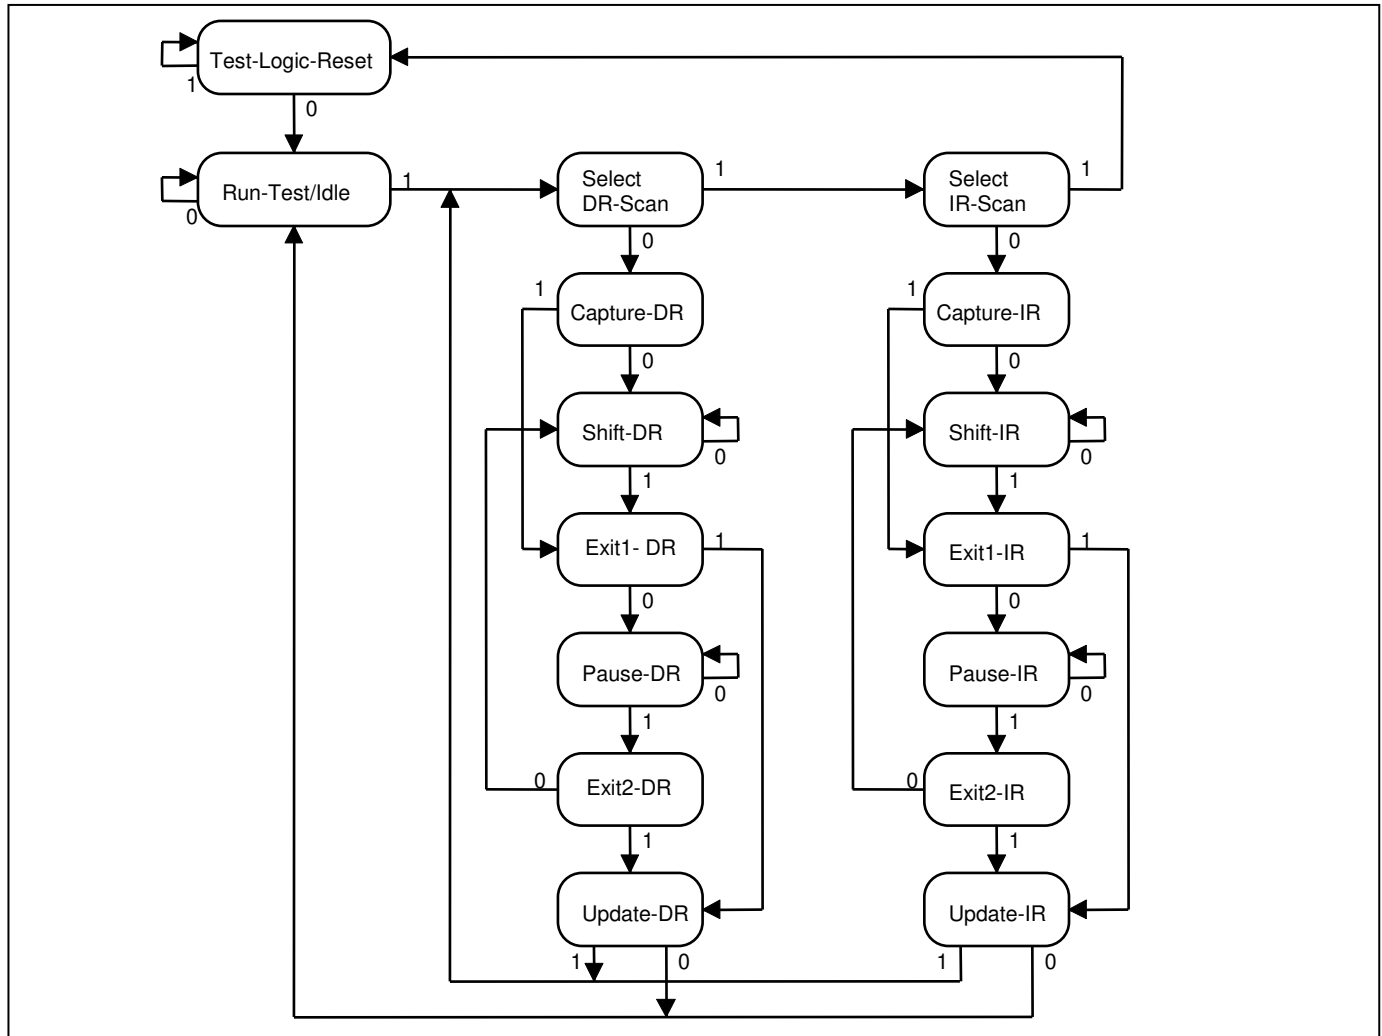 Test-Logic-Reset
1
0
Run-Test/Idle
0
1
Select
DR-Scan
1
0
Select
IR-Scan
1
0
1
Capture-DR
0
1
Capture-IR
0
Shift-DR
0
1
Shift-IR
0
1
Exit1- DR
1
0
Exit1-IR
1
0
Pause-DR
0
1
Pause-IR
0
1
0
Exit2-DR
1
0
Exit2-IR
1
Update-DR
1
0
Update-IR
1
0